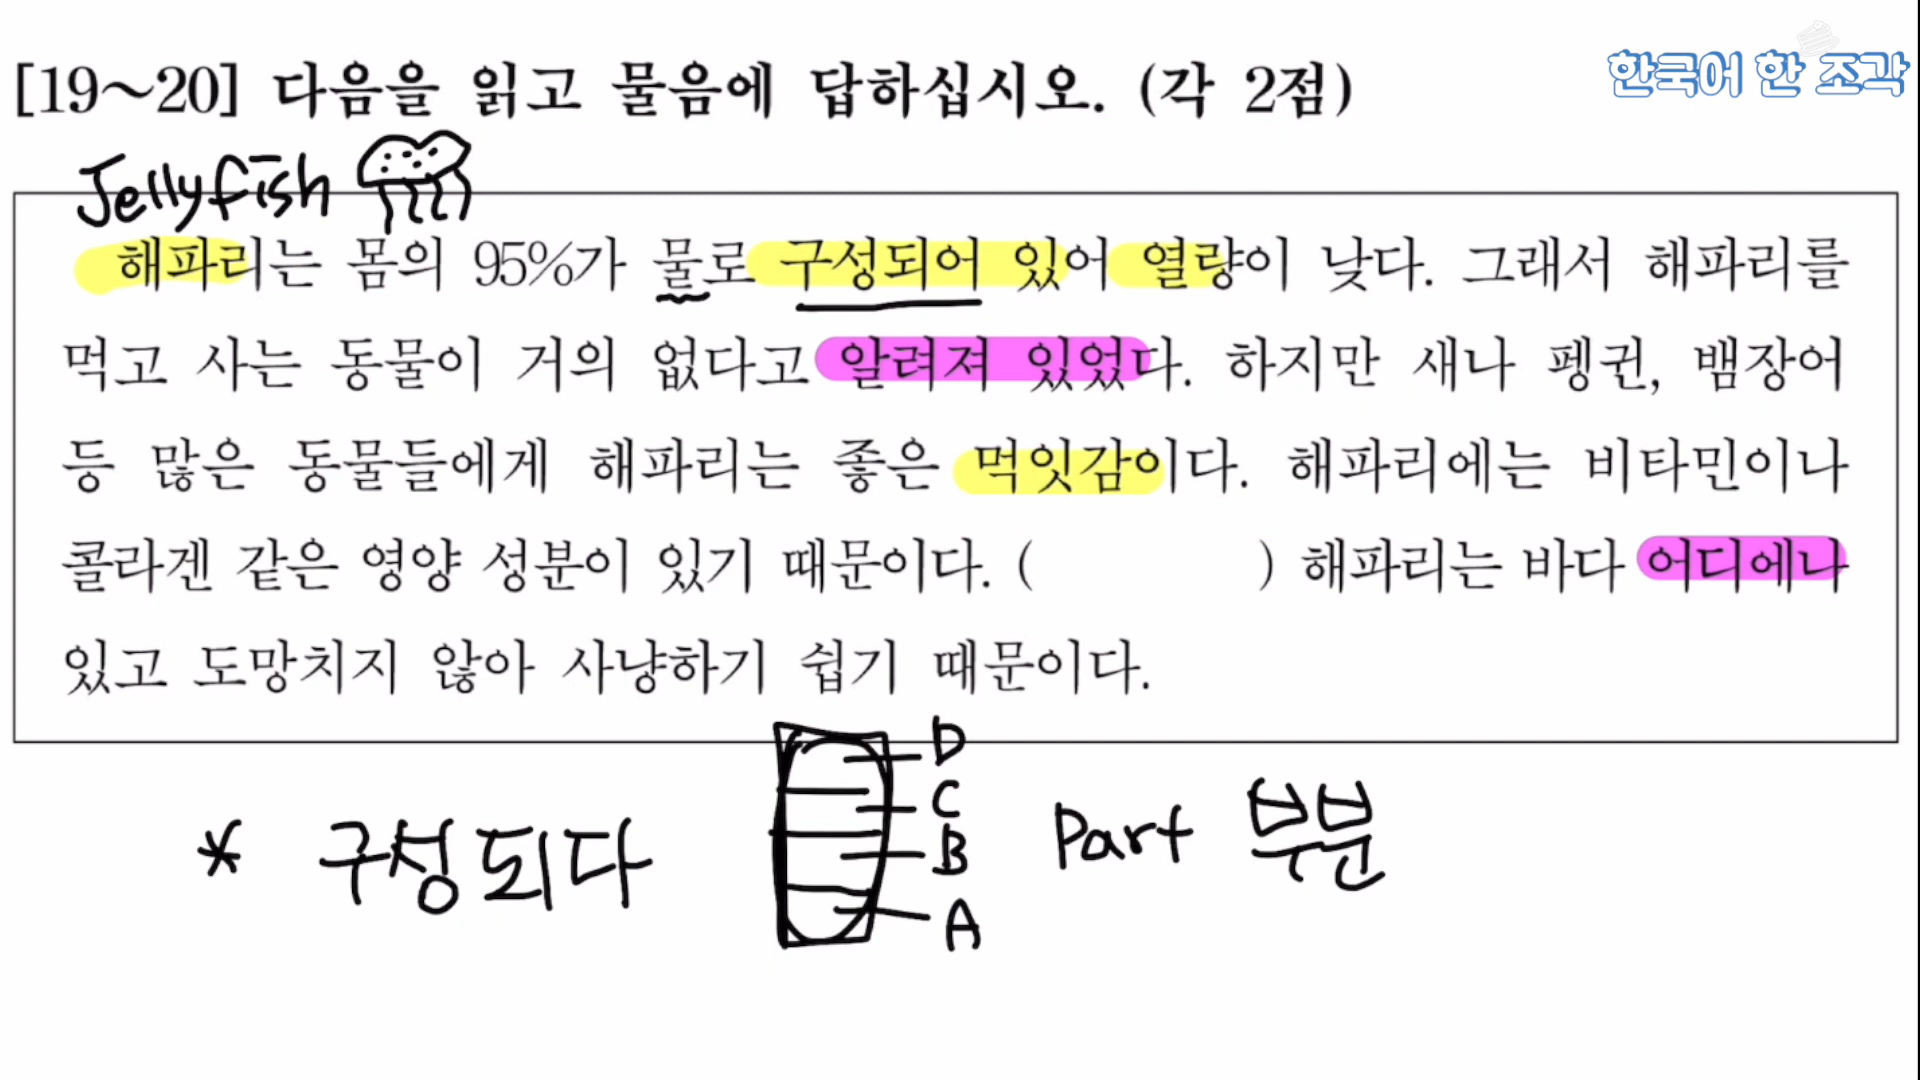 한국어 한 조각
[19~20] 다음을 읽고 물음에 답하십시오. (각 2점)
Jellyfish
해파리는 몸의 95%가 물로 구성되어 있어 열량이 낮다. 그래서 해파리를
먹고 사는 동물이 거의 없다고 알려져 있었다. 하지만 새나 펭귄, 뱀장어
등 많은 동물들에게 해파리는 좋은 먹잇감이다. 해파리에는 비타민이나
콜라겐 같은 영양 성분이 있기 때문이다. (          ) 해파리는 바다 어디에나
있고 도망치지 않아 사냥하기 쉽기 때문이다.
* 구성되다
D
C
B
A
Part 부분